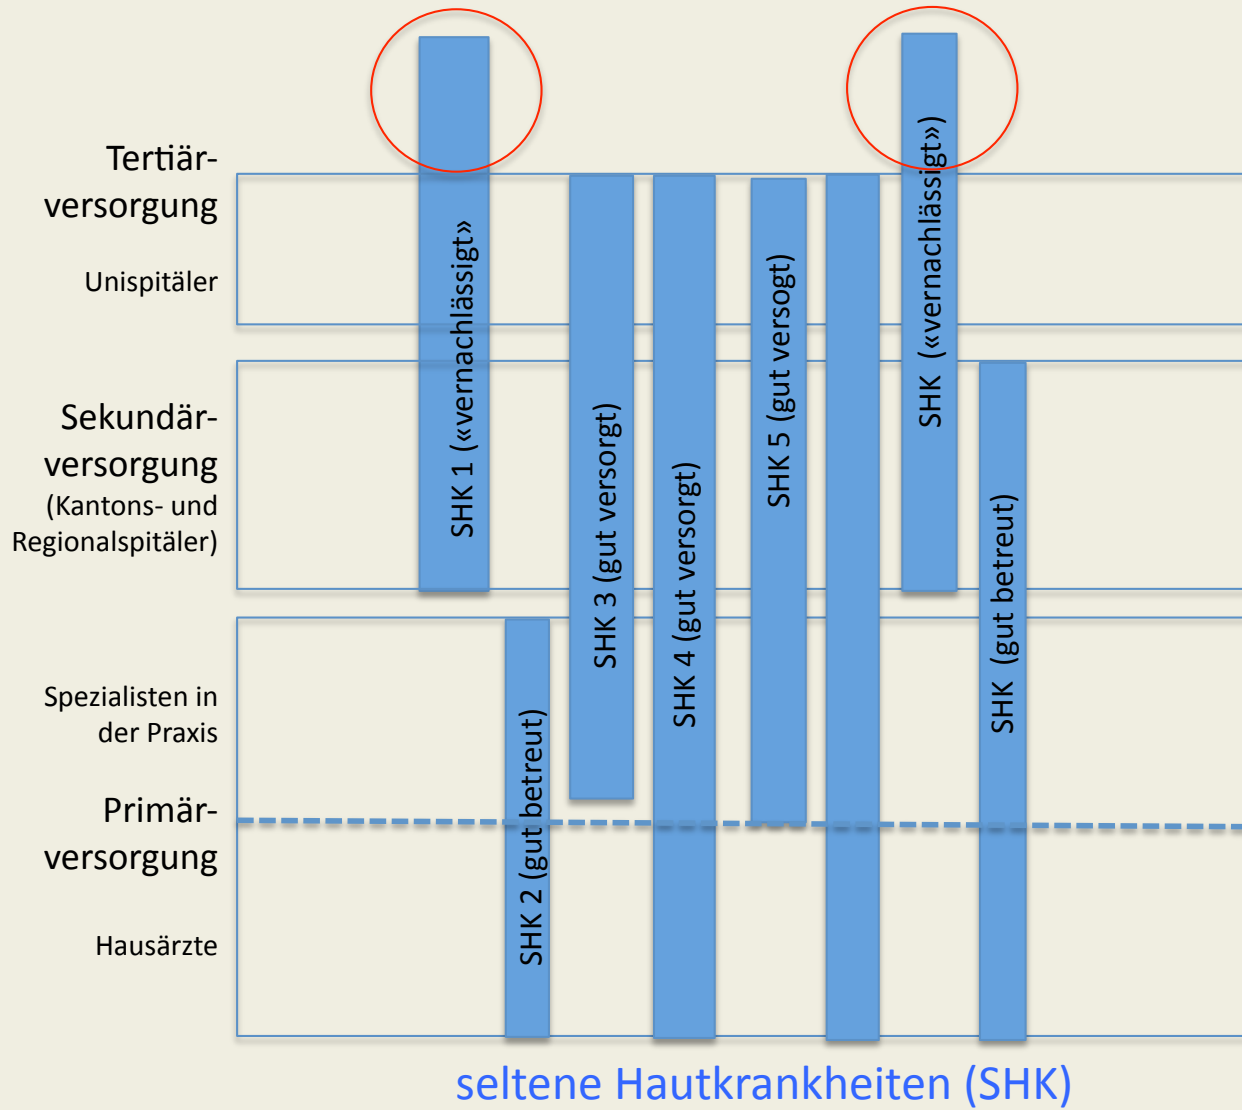 Tertiär-
versorgung
Unispitäler
Sekundär-
versorgung
(Kantons- und
Regionalspitäler)
Spezialisten in
der Praxis
Primär-
versorgung
Hausärzte
SHK 1 («vernachlässigt»
SHK 2 (gut betreut)
SHK 3 (gut versorgt)
SHK 4 (gut versorgt)
SHK 5 (gut versogt)
SHK («vernachlässigt»)
SHK (gut betreut)
seltene Hautkrankheiten (SHK)